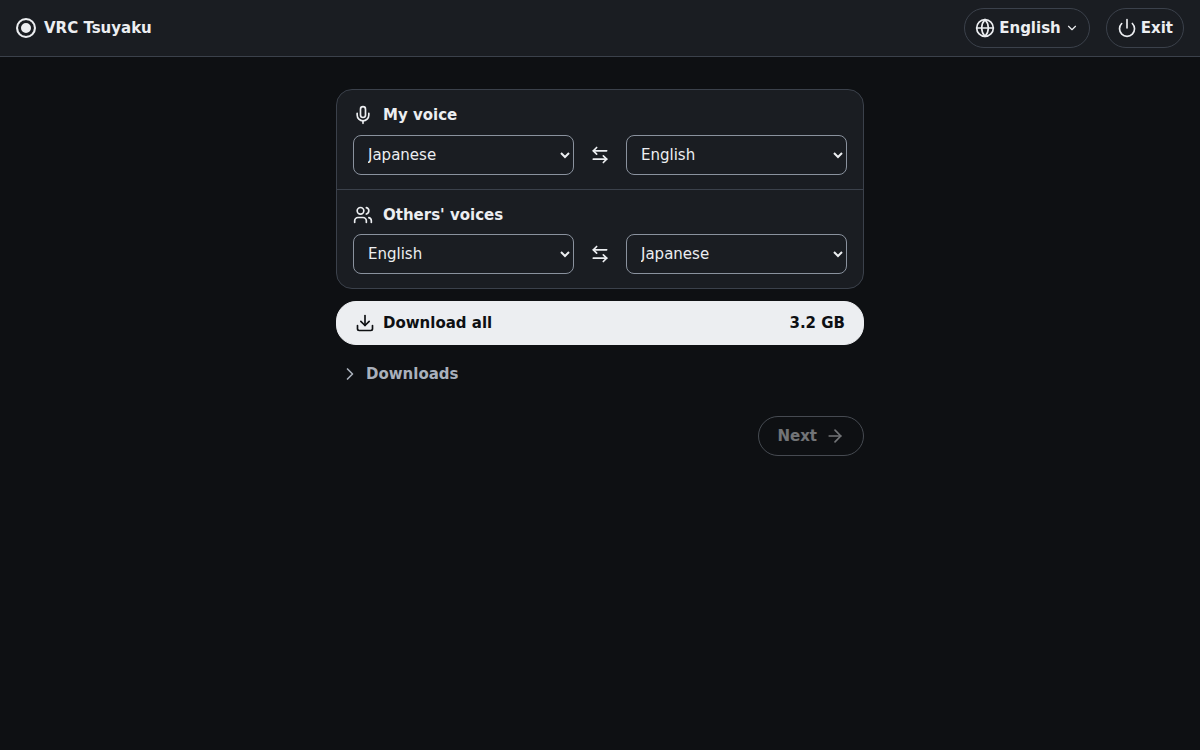 VRC Tsuyaku
English
Exit
My voice
Japanese
English
Others' voices
English
Japanese
Download all
3.2 GB
Downloads
Next